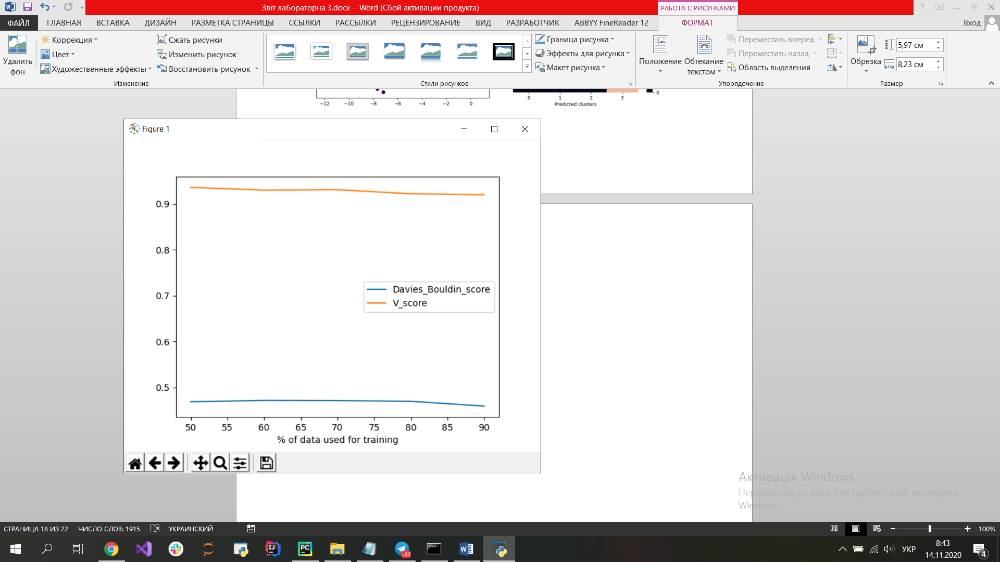 Звіт лабораторна 3.docx - Word (Сбой активации продукта)
РАБОТА С РИСУНКАМИ
ФАЙЛ ГЛАВНАЯ ВСТАВКА ДИЗАЙН РАЗМЕТКА СТРАНИЦЫ ССЫЛКИ РАССЫЛКИ РЕЦЕНЗИРОВАНИЕ ВИД РАЗРАБОТЧИК ABBYY FineReader 12 ФОРМАТ Вход
Удалить фон
Коррекция
Цвет
Художественные эффекты
Сжать рисунки
Изменить рисунок
Восстановить рисунок
Изменение
Стили рисунков
Граница рисунка
Эффекты для рисунка
Макет рисунка
Положение
Обтекание текстом
Переместить вперед
Переместить назад
Область выделения
Упорядочение
Обрезка
5,97 см
8,23 см
Размер
−12 −10 −8 −6 −4 −2 0
0 1 2 3
0
Predicted clusters
Figure 1
0.9
0.8
0.7
0.6
0.5
Davies_Bouldin_score
V_score
50 55 60 65 70 75 80 85 90
% of data used for training
Активація Windows
Перейдіть до розділу "Настройки", щоб активувати
Windows.
СТРАНИЦА 18 ИЗ 22 ЧИСЛО СЛОВ: 1915 УКРАИНСКИЙ 100%
PC
..42
УКР
8:43
14.11.2020
4